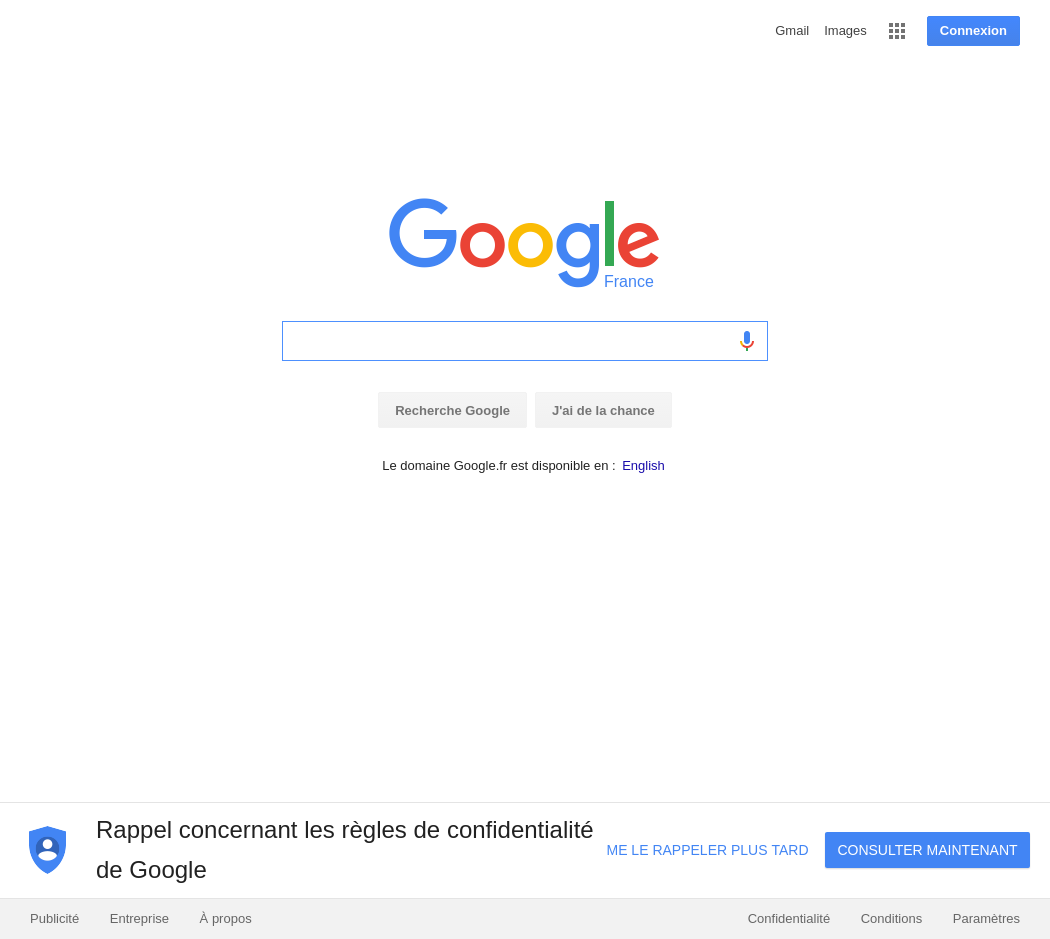 Gmail Images Connexion
Google
France
Recherche Google J'ai de la chance
Le domaine Google.fr est disponible en : English
Rappel concernant les règles de confidentialité
de Google
ME LE RAPPELER PLUS TARD CONSULTER MAINTENANT
Publicité Entreprise À propos Confidentialité Conditions Paramètres